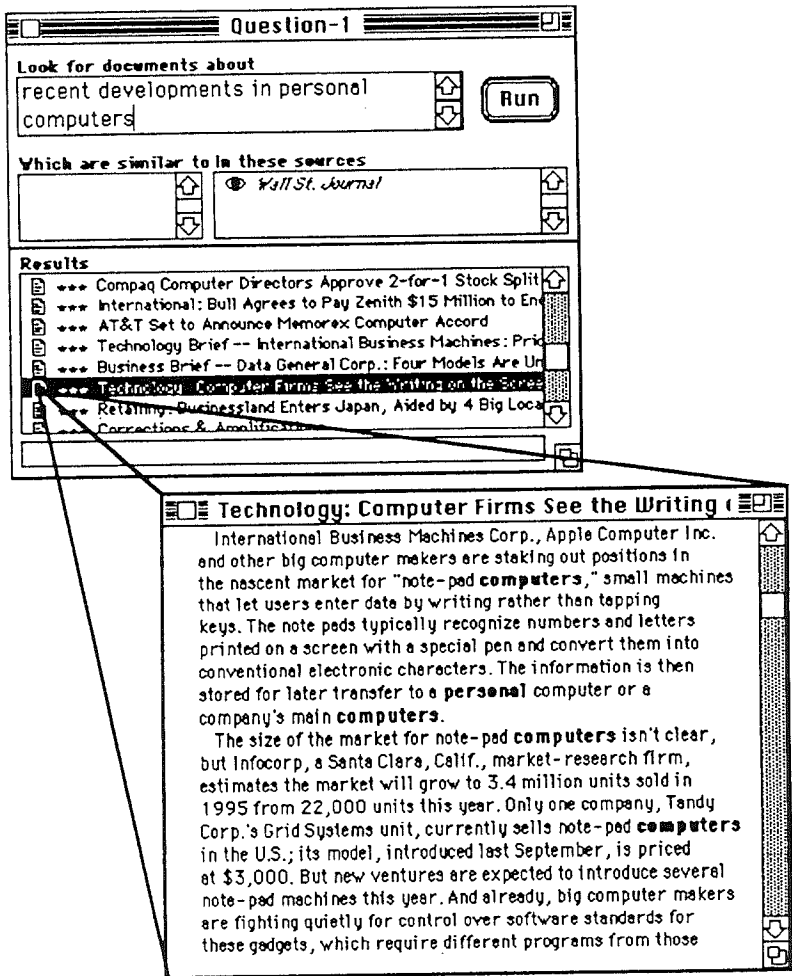 Question-1
Look for documents about
recent developments in personal
computers
Run
Which are similar to in these sources
Wall St. Journal
Results
*** Compaq Computer Directors Approve 2-for-1 Stock Split
*** International: Bull Agrees to Pay Zenith $15 Million to En
*** AT&T Set to Announce Memorex Computer Accord
*** Technology Brief -- International Business Machines: Pric
*** Business Brief -- Data General Corp.: Four Models Are Un
*** Technology: Computer Firms See the Writing on the Scree
*** Retailing: Businessland Enters Japan, Aided by 4 Big Loca
*** Corrections & Amplifications
Technology: Computer Firms See the Writing
International Business Machines Corp., Apple Computer Inc.
and other big computer makers are staking out positions in
the nascent market for "note-pad computers," small machines
that let users enter data by writing rather than tapping
keys. The note pads typically recognize numbers and letters
printed on a screen with a special pen and convert them into
conventional electronic characters. The information is then
stored for later transfer to a personal computer or a
company's main computers.
The size of the market for note-pad computers isn't clear,
but Infocorp, a Santa Clara, Calif., market-research firm,
estimates the market will grow to 3.4 million units sold in
1995 from 22,000 units this year. Only one company, Tandy
Corp.'s Grid Systems unit, currently sells note-pad computers
in the U.S.; its model, introduced last September, is priced
at $3,000. But new ventures are expected to introduce several
note-pad machines this year. And already, big computer makers
are fighting quietly for control over software standards for
these gadgets, which require different programs from those